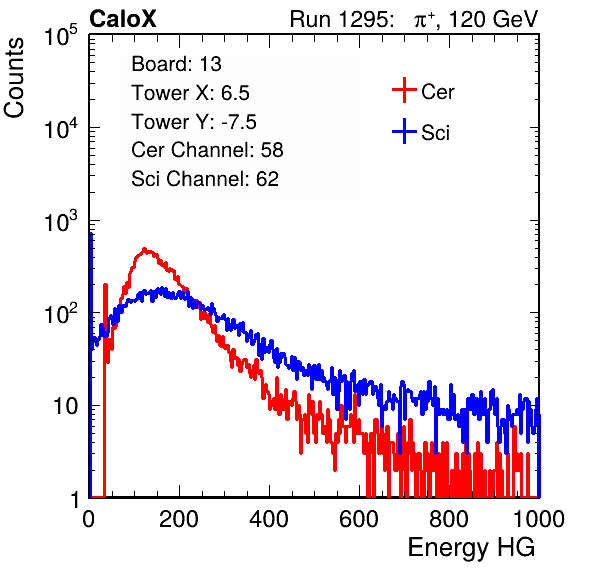 CaloX Run 1295: π⁺, 120 GeV
Counts
10⁵
10⁴
10³
10²
10
1
Board: 13
Tower X: 6.5
Tower Y: -7.5
Cer Channel: 58
Sci Channel: 62
Cer
Sci
0 200 400 600 800 1000
Energy HG